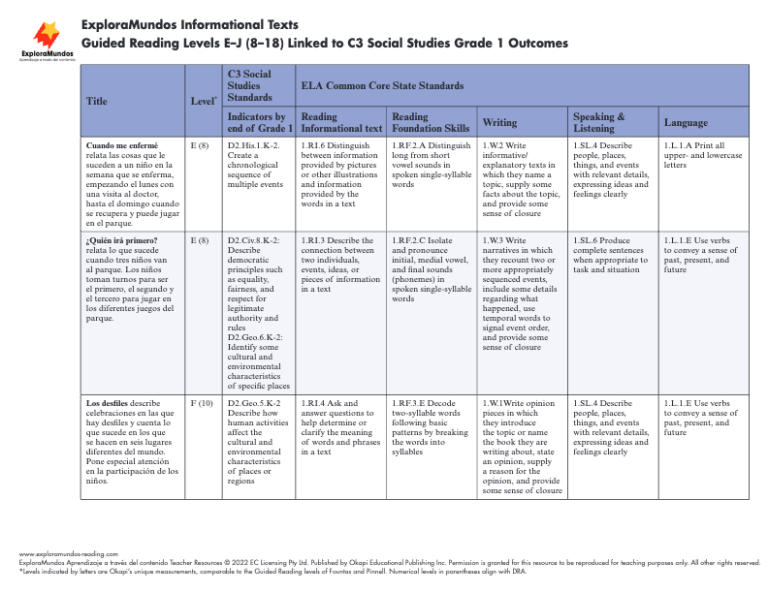 ExploraMundos Informational Texts
Guided Reading Levels E–J (8–18) Linked to C3 Social Studies Grade 1 Outcomes
ExploraMundos
Aprendizaje a través del contenido
Title
Level*
C3 Social
Studies
Standards
ELA Common Core State Standards
Indicators by
end of Grade 1
Reading
Informational text
Reading
Foundation Skills
Writing
Speaking &
Listening
Language
Cuando me enfermé
relata las cosas que le
suceden a un niño en la
semana que se enferma,
empezando el lunes con
una visita al doctor,
hasta el domingo cuando
se recupera y puede jugar
en el parque.
E (8)
D2.His.1.K-2.
Create a
chronological
sequence of
multiple events
1.RI.6 Distinguish
between information
provided by pictures
or other illustrations
and information
provided by the
words in a text
1.RF.2.A Distinguish
long from short
vowel sounds in
spoken single-syllable
words
1.W.2 Write
informative/
explanatory texts in
which they name a
topic, supply some
facts about the topic,
and provide some
sense of closure
1.SL.4 Describe
people, places,
things, and events
with relevant details,
expressing ideas and
feelings clearly
1.L.1.A Print all
upper- and lowercase
letters
¿Quién irá primero?
relata lo que sucede
cuando tres niños van
al parque. Los niños
toman turnos para ser
el primero, el segundo y
el tercero para jugar en
los diferentes juegos del
parque.
E (8)
D2.Civ.8.K-2:
Describe
democratic
principles such
as equality,
fairness, and
respect for
legitimate
authority and
rules
D2.Geo.6.K-2:
Identify some
cultural and
environmental
characteristics
of specific places
1.RI.3 Describe the
connection between
two individuals,
events, ideas, or
pieces of information
in a text
1.RF.2.C Isolate
and pronounce
initial, medial vowel,
and final sounds
(phonemes) in
spoken single-syllable
words
1.W.3 Write
narratives in which
they recount two or
more appropriately
sequenced events,
include some details
regarding what
happened, use
temporal words to
signal event order,
and provide some
sense of closure
1.SL.6 Produce
complete sentences
when appropriate to
task and situation
1.L.1.E Use verbs
to convey a sense of
past, present, and
future
Los desfiles describe
celebraciones en las que
hay desfiles y cuenta lo
que sucede en los que
se hacen en seis lugares
diferentes del mundo.
Pone especial atención
en la participación de los
niños.
F (10)
D2.Geo.5.K-2
Describe how
human activities
affect the
cultural and
environmental
characteristics
of places or
regions
1.RI.4 Ask and
answer questions to
help determine or
clarify the meaning
of words and phrases
in a text
1.RF.3.E Decode
two-syllable words
following basic
patterns by breaking
the words into
syllables
1.W.1Write opinion
pieces in which
they introduce
the topic or name
the book they are
writing about, state
an opinion, supply
a reason for the
opinion, and provide
some sense of closure
1.SL.4 Describe
people, places,
things, and events
with relevant details,
expressing ideas and
feelings clearly
1.L.1.E Use verbs
to convey a sense of
past, present, and
future
www.exploramundos-reading.com
ExploraMundos Aprendizaje a través del contenido Teacher Resources © 2022 EC Licensing Pty Ltd. Published by Okapi Educational Publishing Inc. Permission is granted for this resource to be reproduced for teaching purposes only. All other rights reserved.
*Levels indicated by letters are Okapi's unique measurements, comparable to the Guided Reading levels of Fountas and Pinnell. Numerical levels in parentheses align with DRA.